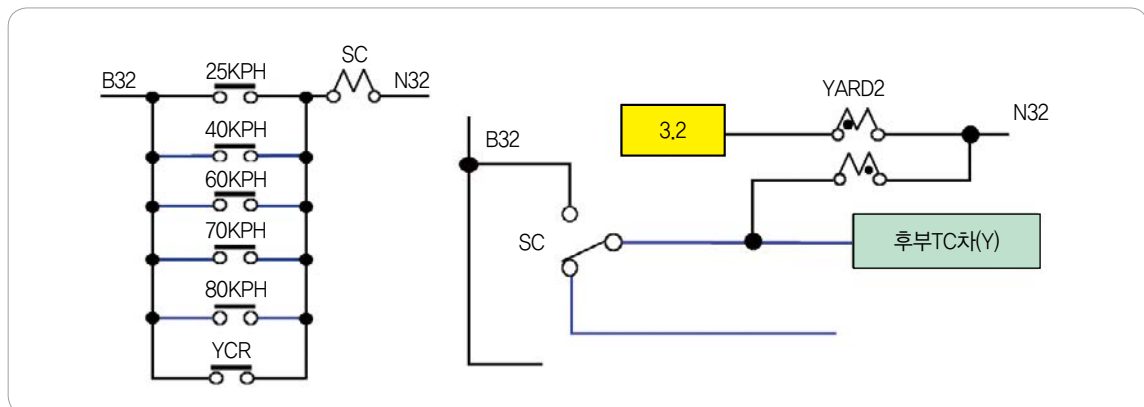 B32
25KPH
SC
N32
40KPH
60KPH
70KPH
80KPH
YCR
B32
SC
3.2
YARD2
N32
후부TC차(Y)